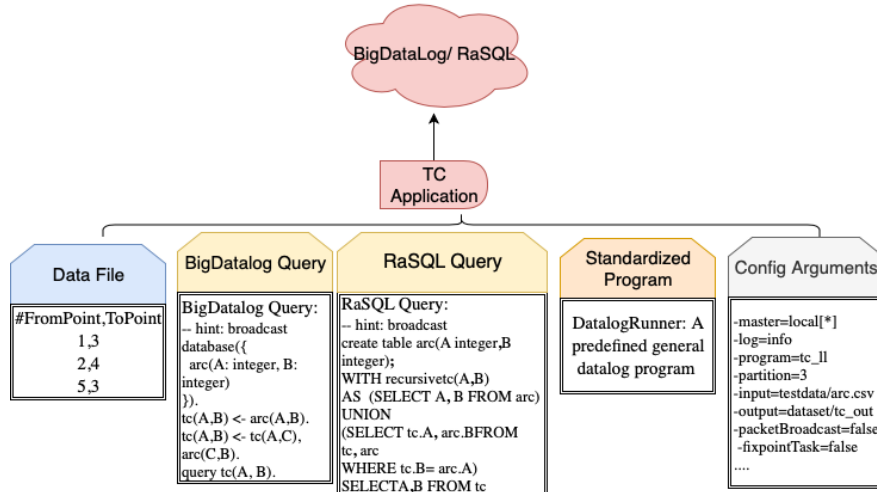 BigDataLog/ RaSQL
TC
Application
Data File
#FromPoint,ToPoint
1,3
2,4
5,3
BigDatalog Query
BigDatalog Query:
-- hint: broadcast
database({
arc(A: integer, B:
integer)
}).
tc(A,B) <- arc(A,B).
tc(A,B) <- tc(A,C),
arc(C,B).
query tc(A, B).
RaSQL Query
RaSQL Query:
-- hint: broadcast
create table arc(A integer,B
integer);
WITH recursivetc(A,B)
AS (SELECT A, B FROM arc)
UNION
(SELECT tc.A, arc.BFROM
tc, arc
WHERE tc.B= arc.A)
SELECTA,B FROM tc
Standardized
Program
DatalogRunner: A
predefined general
datalog program
Config Arguments
-master=local[*]
-log=info
-program=tc_ll
-partition=3
-input=testdata/arc.csv
-output=dataset/tc_out
-packetBroadcast=false
-fixpointTask=false
....